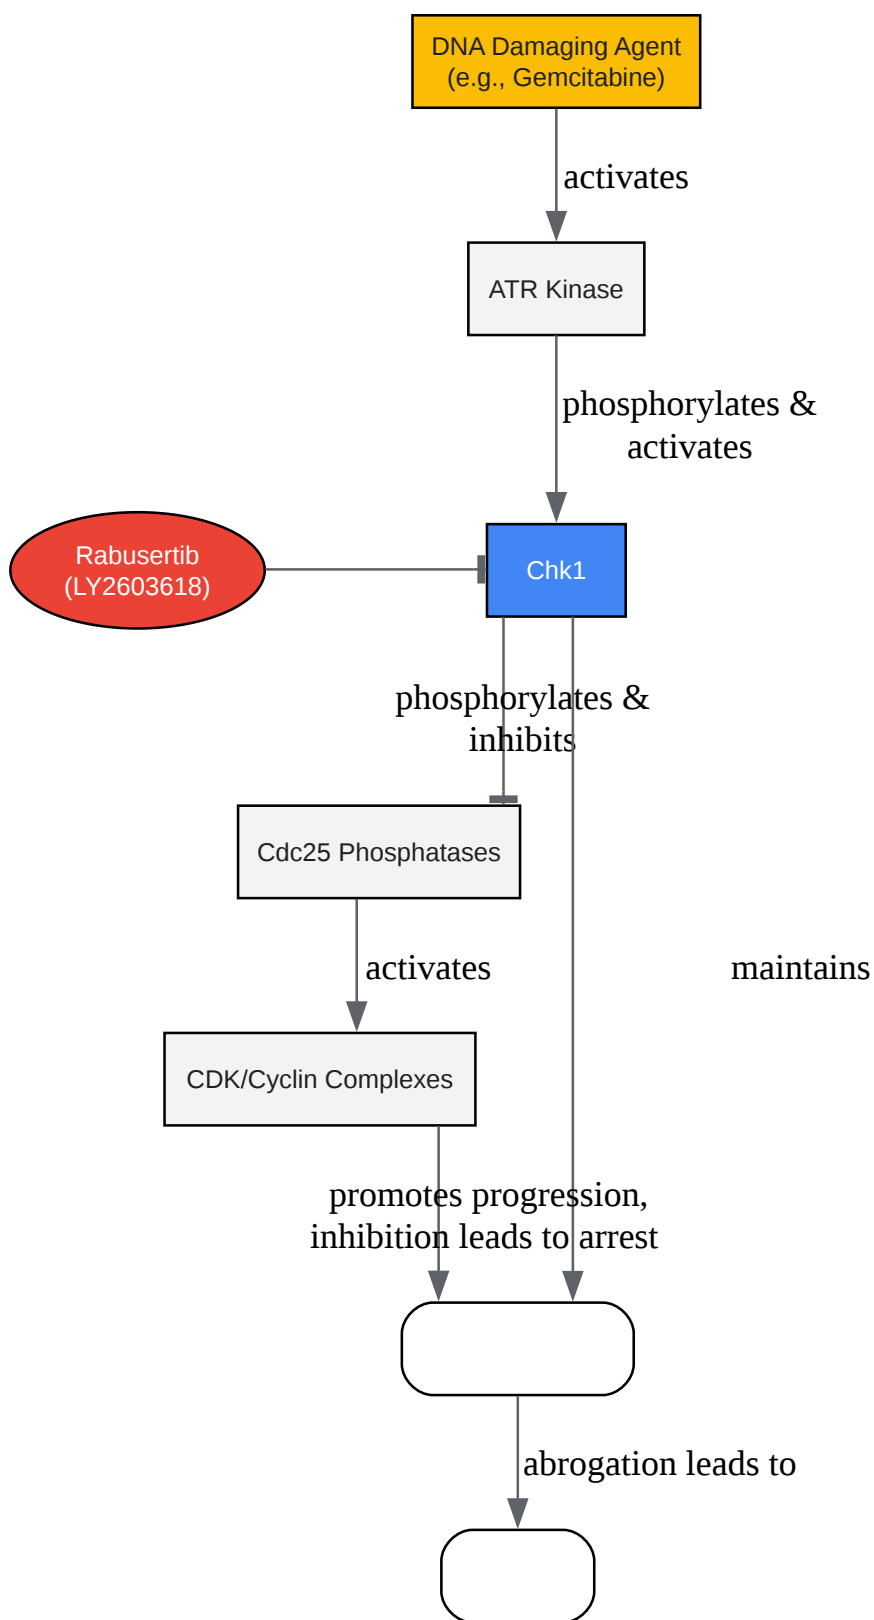 DNA Damaging Agent
(e.g., Gemcitabine)
activates
ATR Kinase
phosphorylates &
activates
Rabusertib
(LY2603618)
Chk1
phosphorylates &
inhibits
Cdc25 Phosphatases
activates
maintains
CDK/Cyclin Complexes
promotes progression,
inhibition leads to arrest
abrogation leads to